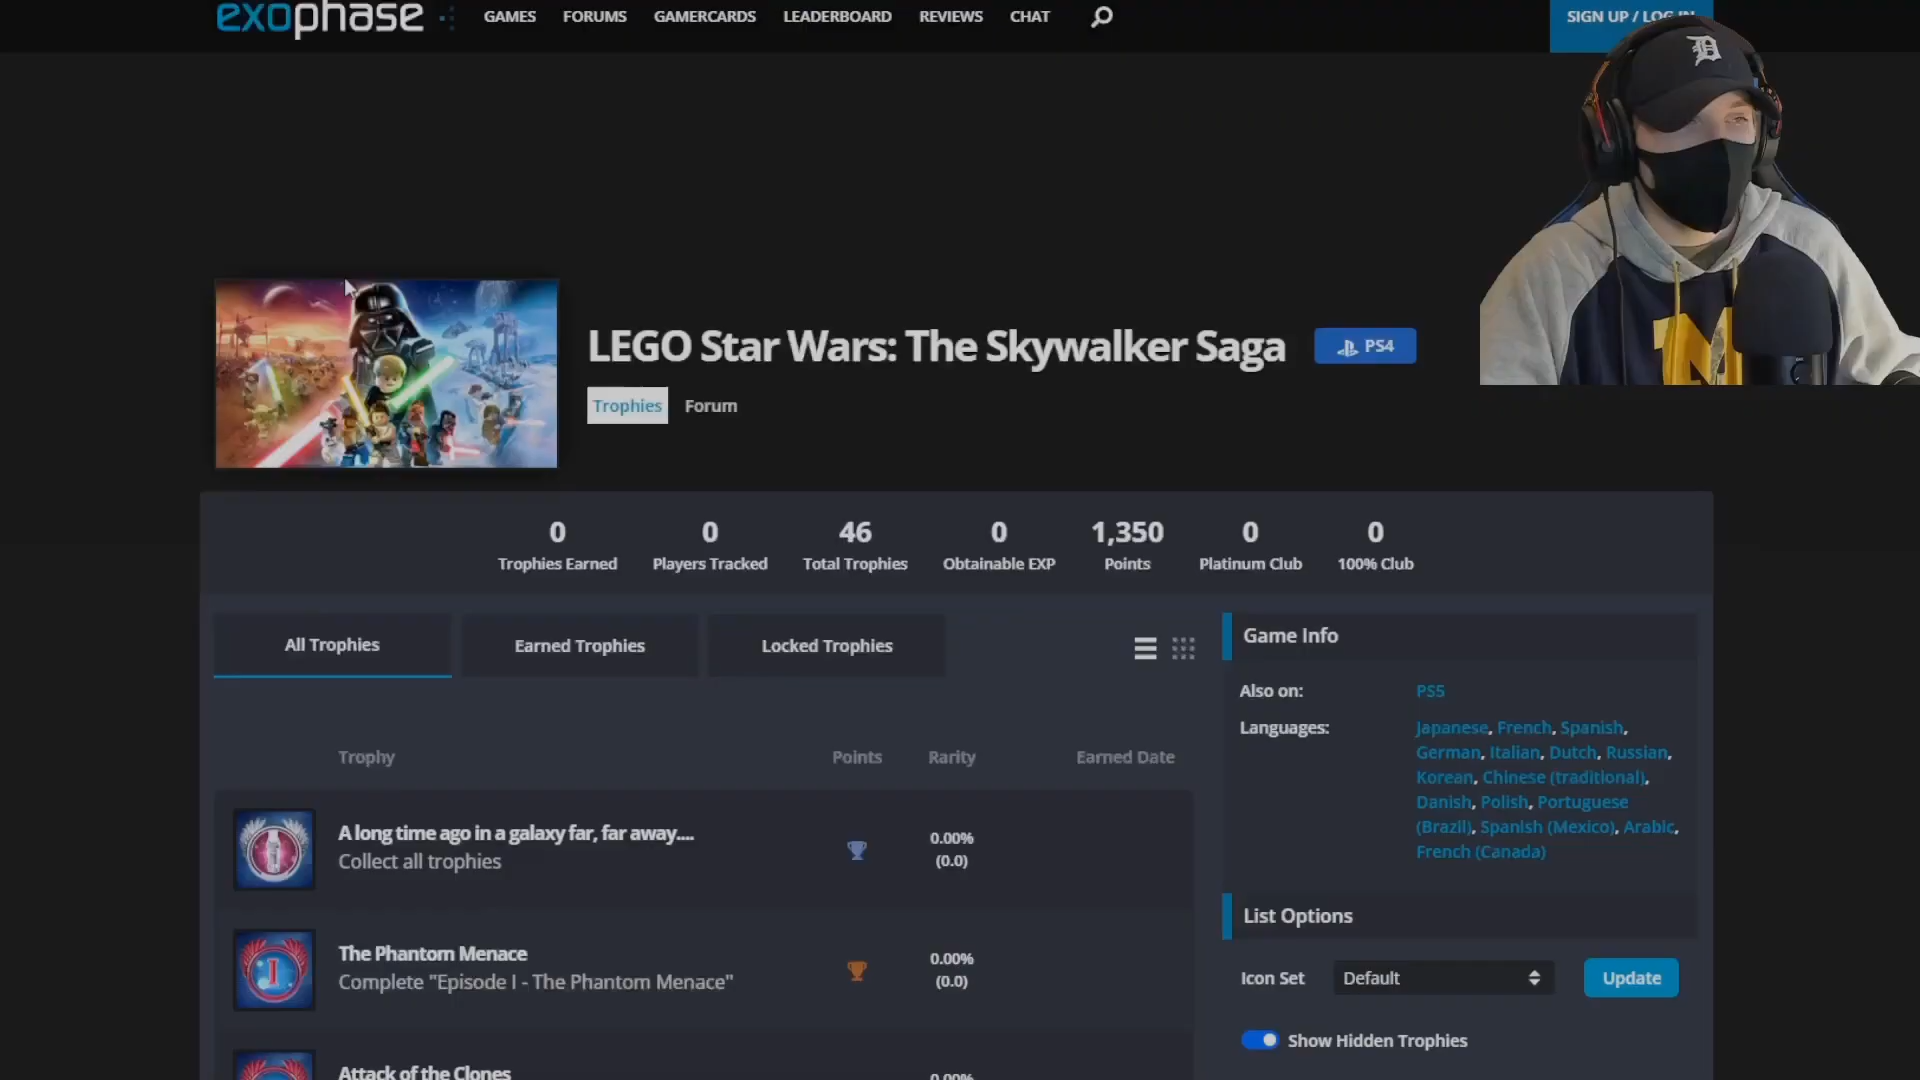 exophase
GAMES FORUMS GAMERCARDS LEADERBOARD REVIEWS CHAT
SIGN UP / LOG IN
LEGO Star Wars: The Skywalker Saga
PS4
Trophies Forum
0 0 46 0 1,350 0 0
Trophies Earned Players Tracked Total Trophies Obtainable EXP Points Platinum Club 100% Club
All Trophies Earned Trophies Locked Trophies
Trophy Points Rarity Earned Date
A long time ago in a galaxy far, far away....
Collect all trophies
0.00%
(0.0)
The Phantom Menace
Complete "Episode I - The Phantom Menace"
0.00%
(0.0)
Attack of the Clones
0.00%
Game Info
Also on: PS5
Languages: Japanese, French, Spanish,
German, Italian, Dutch, Russian,
Korean, Chinese (traditional),
Danish, Polish, Portuguese
(Brazil), Spanish (Mexico), Arabic,
French (Canada)
List Options
Icon Set Default Update
Show Hidden Trophies